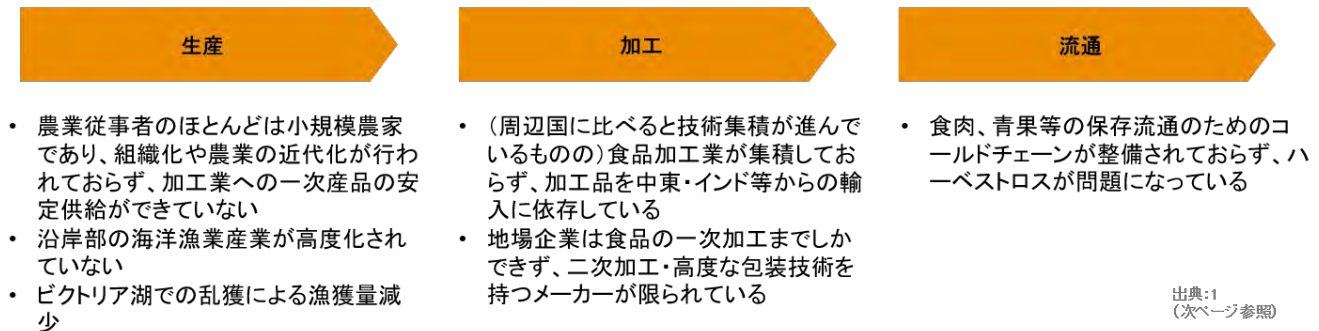 生産
• 農業従事者のほとんどは小規模農家
であり、組織化や農業の近代化が行わ
れておらず、加工業への一次産品の安
定供給ができていない
• 沿岸部の海洋漁業産業が高度化され
ていない
• ビクトリア湖での乱獲による漁獲量減
少
加工
• （周辺国に比べると技術集積が進んで
いるものの）食品加工業が集積してお
らず、加工品を中東・インド等からの輸
入に依存している
• 地場企業は食品の一次加工までしか
できず、二次加工・高度な包装技術を
持つメーカーが限られている
流通
• 食肉、青果等の保存流通のためのコ
ールドチェーンが整備されておらず、ハ
ーベストロスが問題になっている
出典:1
（次ページ参照）